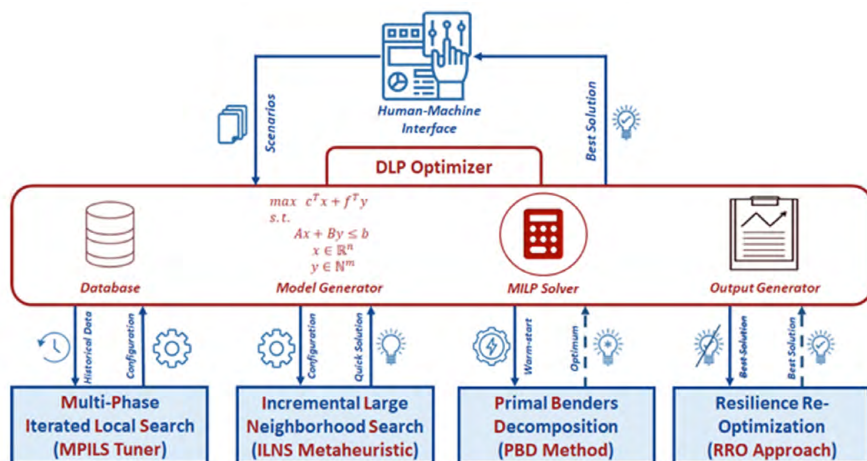 Human-Machine
Interface
Scenarios
Best Solution
DLP Optimizer
max cᵀx + fᵀy
s.t.
Ax + By ≤ b
x ∈ ℝⁿ
y ∈ ℕᵐ
Database
Model Generator
MILP Solver
Output Generator
Historical Data
Configuration
Configuration
Quick Solution
Warm-start
Optimum
Best Solution
Best Solution
Multi-Phase
Iterated Local Search
(MPILS Tuner)
Incremental Large
Neighborhood Search
(ILNS Metaheuristic)
Primal Benders
Decomposition
(PBD Method)
Resilience Re-
Optimization
(RRO Approach)